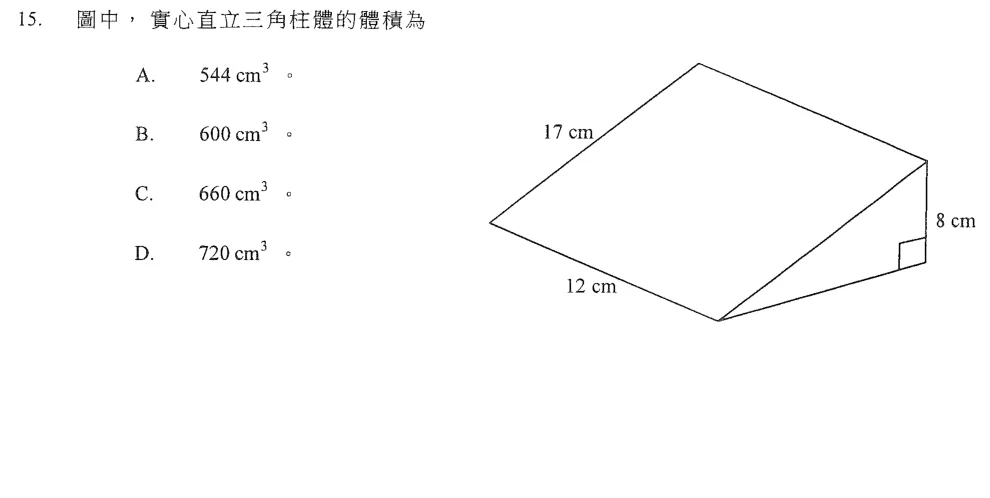 15. 圖中，實心直立三角柱體的體積為
A. 544 cm³ 。
B. 600 cm³ 。
C. 660 cm³ 。
D. 720 cm³ 。
17 cm
8 cm
12 cm